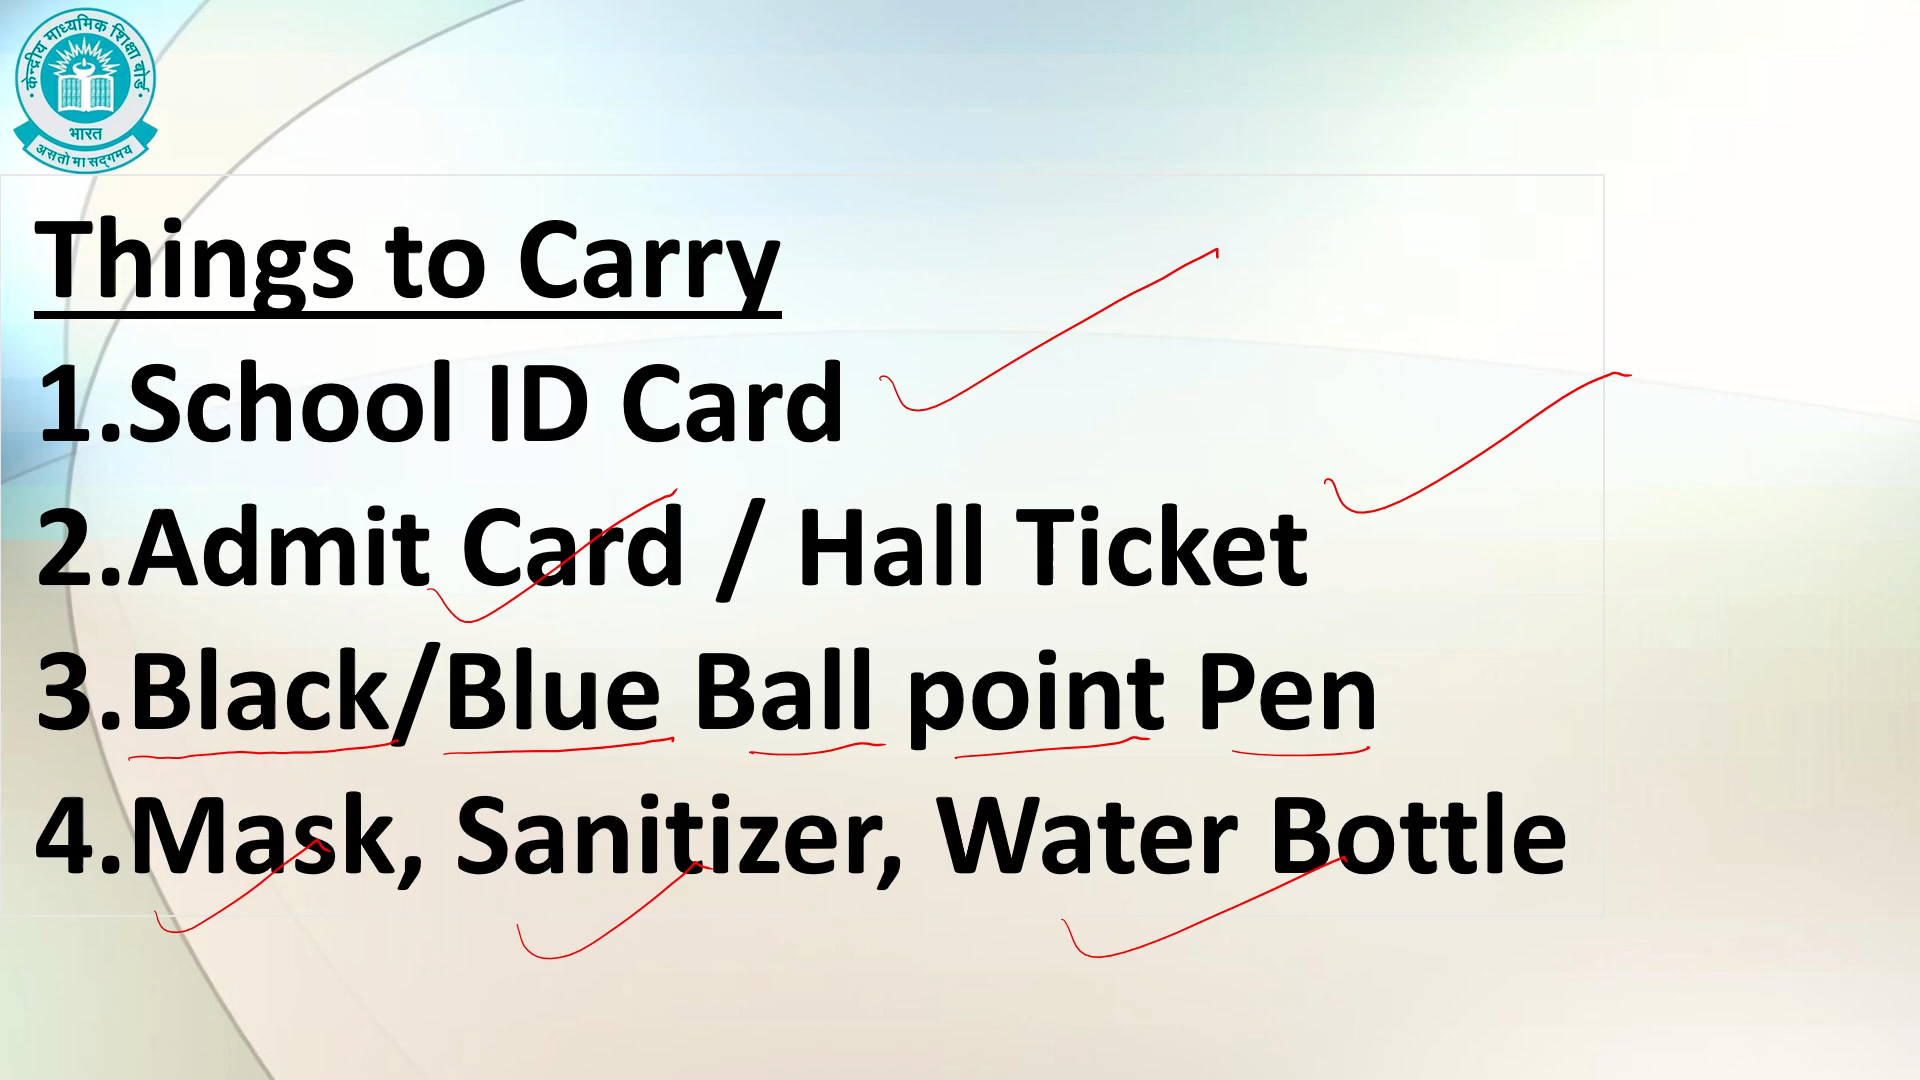 केन्द्रीय माध्यमिक शिक्षा बोर्ड
भारत
असतो मा सद्गमय
Things to Carry
1.School ID Card
2.Admit Card / Hall Ticket
3.Black/Blue Ball point Pen
4.Mask, Sanitizer, Water Bottle